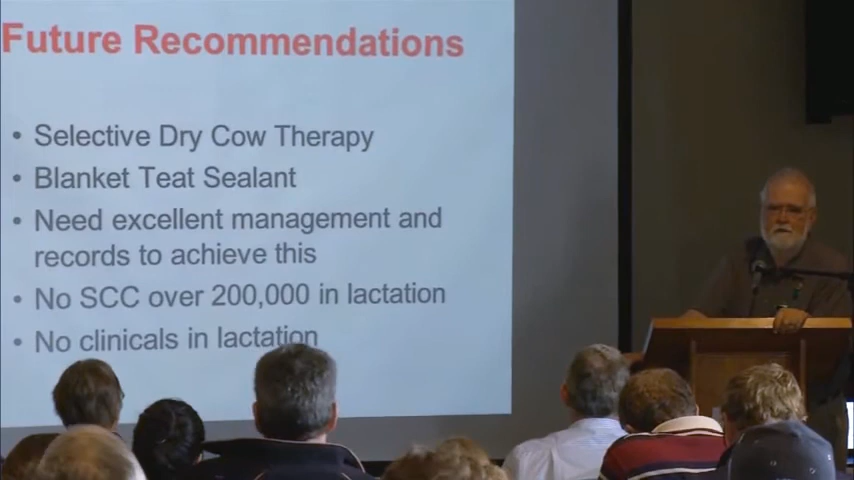 Future Recommendations
• Selective Dry Cow Therapy
• Blanket Teat Sealant
• Need excellent management and
records to achieve this
• No SCC over 200,000 in lactation
• No clinicals in lactation